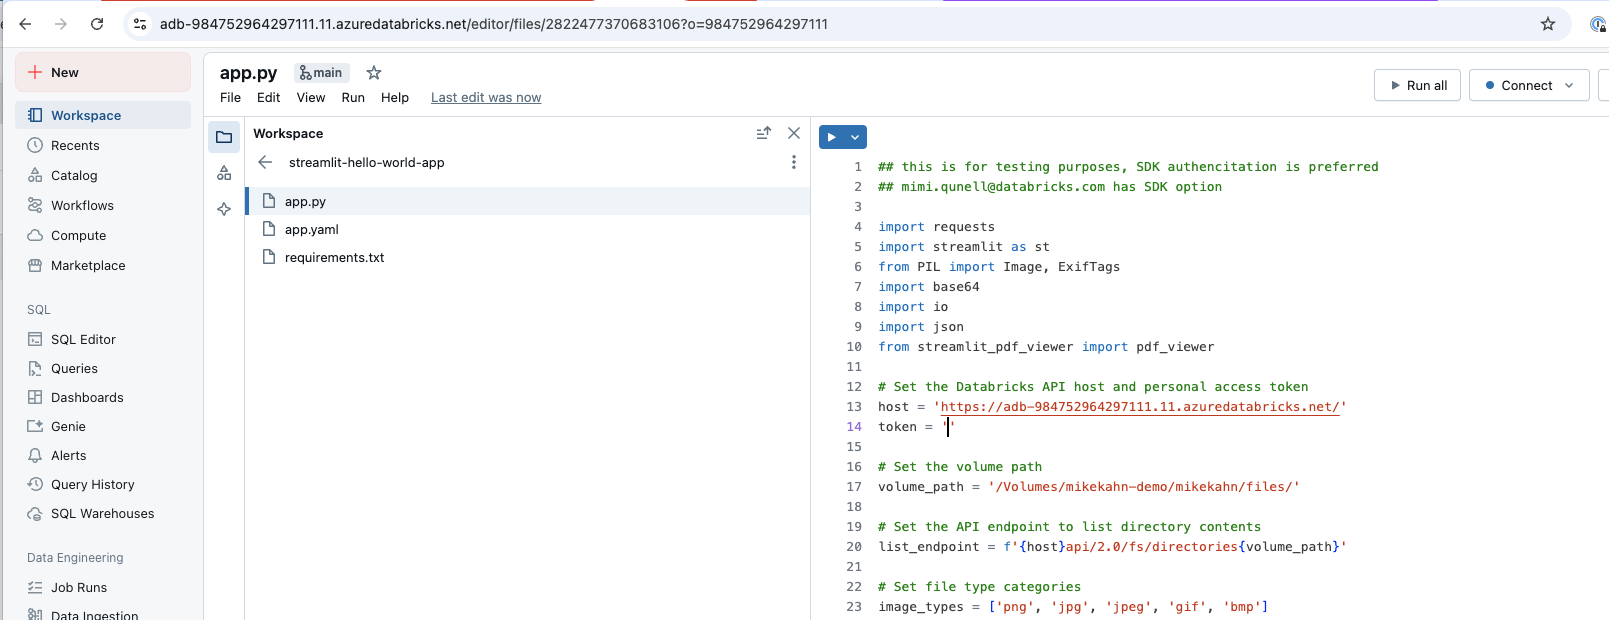 adb-984752964297111.11.azuredatabricks.net/editor/files/2822477370683106?o=984752964297111
New
Workspace
Recents
Catalog
Workflows
Compute
Marketplace
SQL
SQL Editor
Queries
Dashboards
Genie
Alerts
Query History
SQL Warehouses
Data Engineering
Job Runs
Data Ingestion
app.py main
File Edit View Run Help Last edit was now
Run all Connect
Workspace
streamlit-hello-world-app
app.py
app.yaml
requirements.txt
1 ## this is for testing purposes, SDK authencitation is preferred
2 ## mimi.qunell@databricks.com has SDK option
3
4 import requests
5 import streamlit as st
6 from PIL import Image, ExifTags
7 import base64
8 import io
9 import json
10 from streamlit_pdf_viewer import pdf_viewer
11
12 # Set the Databricks API host and personal access token
13 host = 'https://adb-984752964297111.11.azuredatabricks.net/'
14 token = ''
15
16 # Set the volume path
17 volume_path = '/Volumes/mikekahn-demo/mikekahn/files/'
18
19 # Set the API endpoint to list directory contents
20 list_endpoint = f'{host}api/2.0/fs/directories{volume_path}'
21
22 # Set file type categories
23 image_types = ['png', 'jpg', 'jpeg', 'gif', 'bmp']